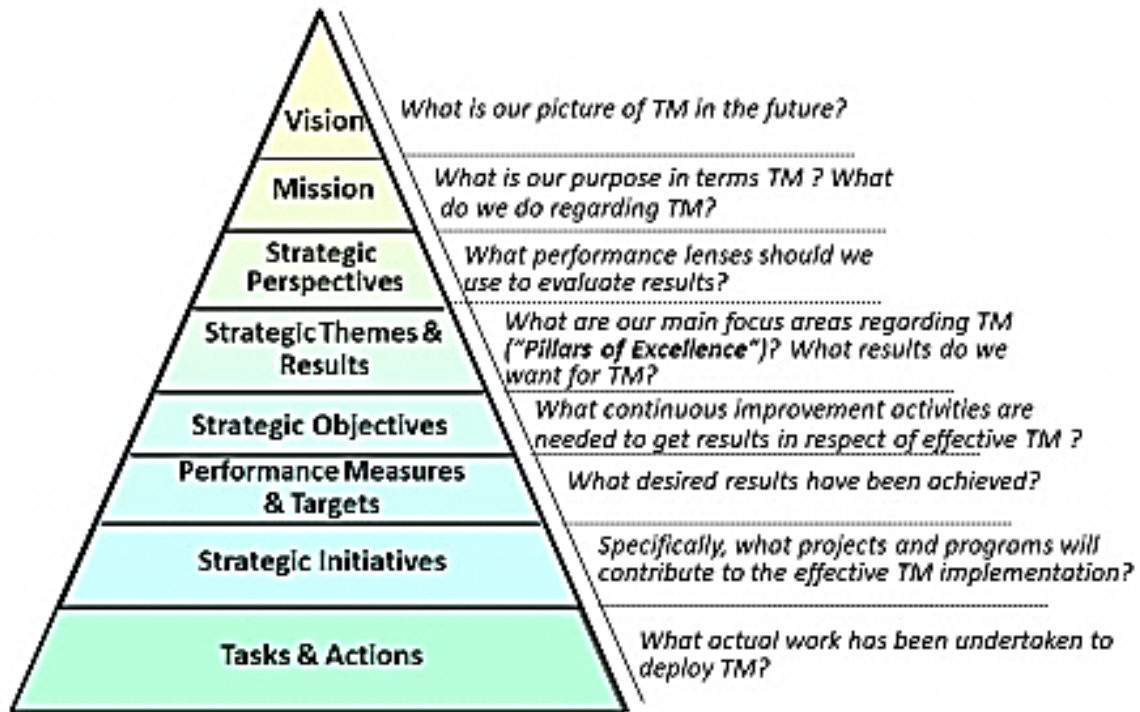 Vision
What is our picture of TM in the future?
Mission
What is our purpose in terms TM ? What
do we do regarding TM?
Strategic
Perspectives
What performance lenses should we
use to evaluate results?
Strategic Themes &
Results
What are our main focus areas regarding TM
("Pillars of Excellence")? What results do we
want for TM?
Strategic Objectives
What continuous improvement activities are
needed to get results in respect of effective TM ?
Performance Measures
& Targets
What desired results have been achieved?
Strategic Initiatives
Specifically, what projects and programs will
contribute to the effective TM implementation?
Tasks & Actions
What actual work has been undertaken to
deploy TM?